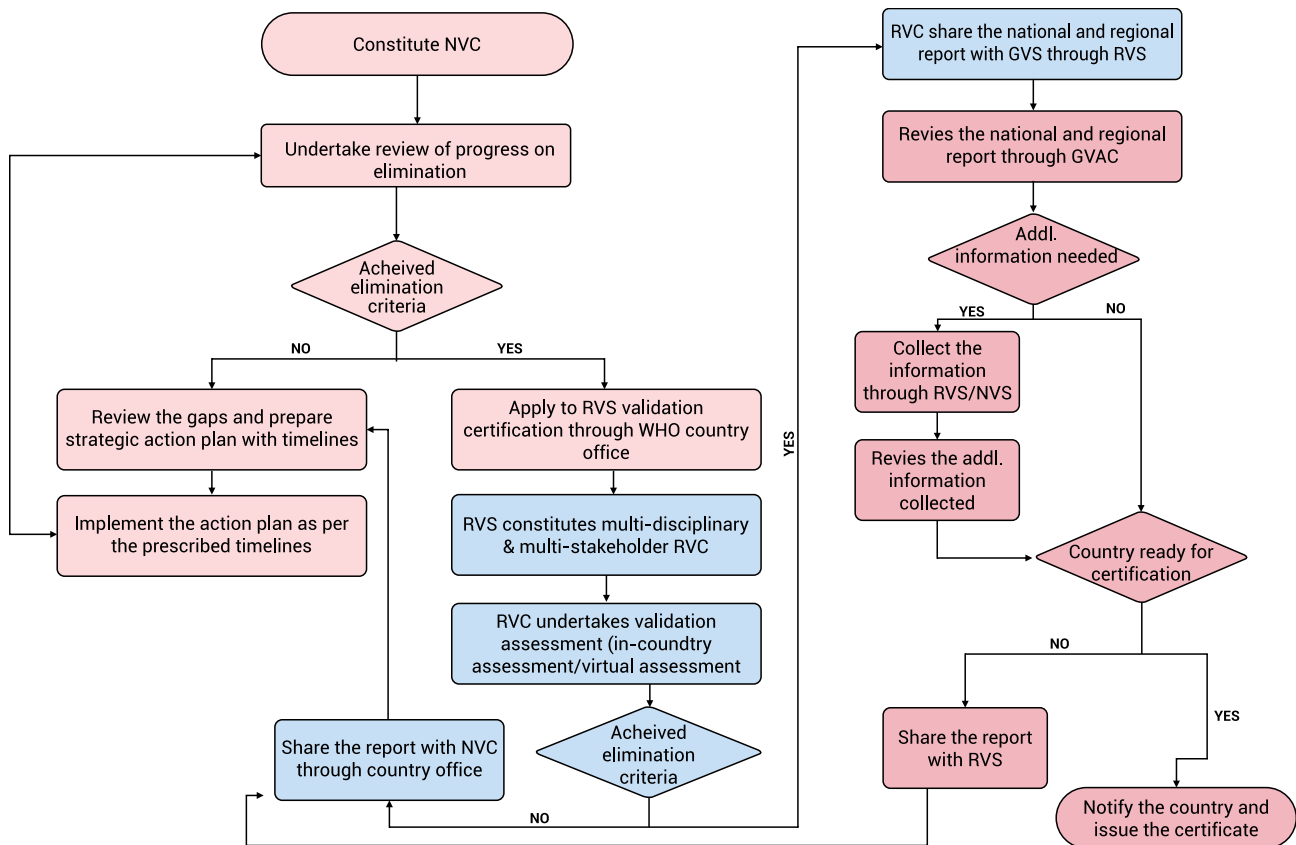 Constitute NVC
Undertake review of progress on
elimination
Acheived
elimination
criteria
NO
YES
Review the gaps and prepare
strategic action plan with timelines
Implement the action plan as per
the prescribed timelines
Apply to RVS validation
certification through WHO country
office
RVS constitutes multi-disciplinary
& multi-stakeholder RVC
RVC undertakes validation
assessment (in-coundtry
assessment/virtual assessment
Acheived
elimination
criteria
NO
Share the report with NVC
through country office
YES
RVC share the national and regional
report with GVS through RVS
Revies the national and regional
report through GVAC
Addl.
information needed
YES
NO
Collect the
information
through RVS/NVS
Revies the addl.
information
collected
Country ready for
certification
NO
YES
Share the report
with RVS
Notify the country and
issue the certificate